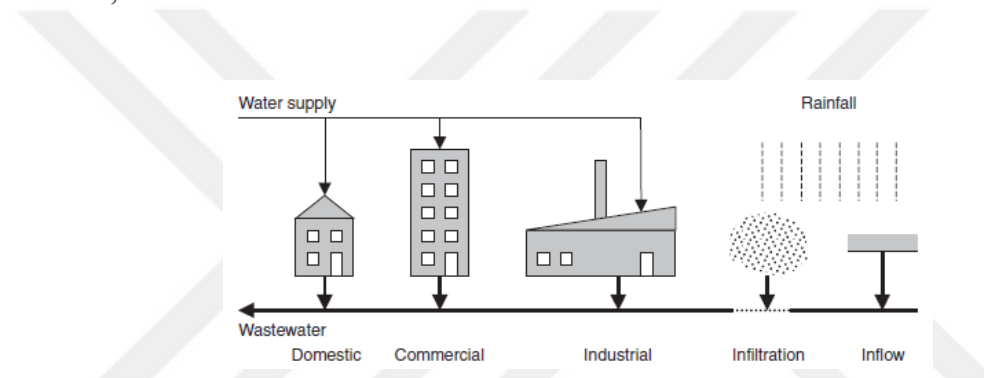 Water supply
Rainfall
Wastewater
Domestic
Commercial
Industrial
Infiltration
Inflow